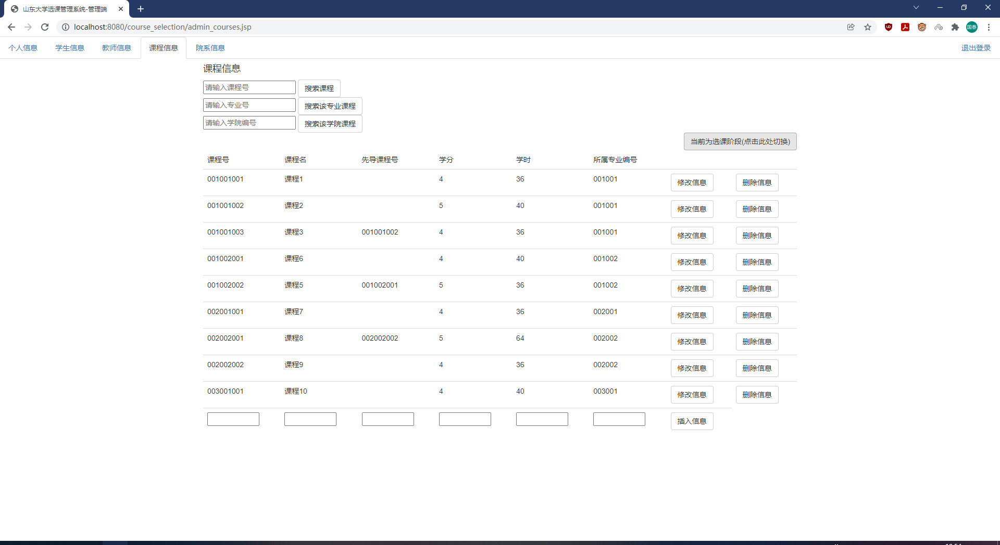 山东大学选课管理系统-管理端
localhost:8080/course_selection/admin_courses.jsp
国泰
个人信息 学生信息 教师信息 课程信息 院系信息 退出登录
课程信息
请输入课程号 搜索课程
请输入专业号 搜索该专业课程
请输入学院编号 搜索该学院课程
当前为选课阶段(点击此处切换)
课程号 课程名 先导课程号 学分 学时 所属专业编号
001001001 课程1 4 36 001001 修改信息 删除信息
001001002 课程2 5 40 001001 修改信息 删除信息
001001003 课程3 001001002 4 36 001001 修改信息 删除信息
001002001 课程6 4 40 001002 修改信息 删除信息
001002002 课程5 001002001 5 36 001002 修改信息 删除信息
002001001 课程7 4 36 002001 修改信息 删除信息
002002001 课程8 002002002 5 64 002002 修改信息 删除信息
002002002 课程9 4 36 002002 修改信息 删除信息
003001001 课程10 4 40 003001 修改信息 删除信息
插入信息